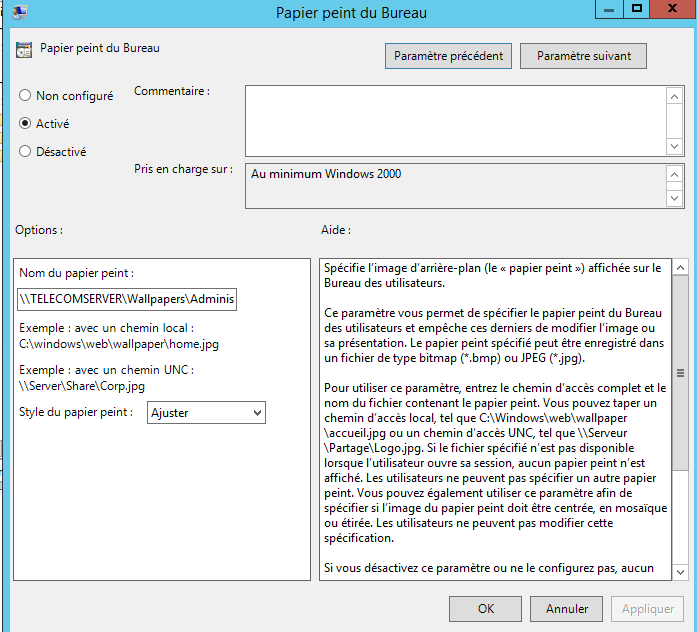 Papier peint du Bureau
Papier peint du Bureau
Paramètre précédent
Paramètre suivant
Non configuré
Commentaire :
Activé
Désactivé
Pris en charge sur :
Au minimum Windows 2000
Options :
Aide :
Nom du papier peint :
\\TELECOMSERVER\Wallpapers\Adminis
Exemple : avec un chemin local :
C:\windows\web\wallpaper\home.jpg
Exemple : avec un chemin UNC :
\\Server\Share\Corp.jpg
Style du papier peint :
Ajuster
Spécifie l'image d'arrière-plan (le « papier peint ») affichée sur le
Bureau des utilisateurs.
Ce paramètre vous permet de spécifier le papier peint du Bureau
des utilisateurs et empêche ces derniers de modifier l'image ou
sa présentation. Le papier peint spécifié peut être enregistré dans
un fichier de type bitmap (*.bmp) ou JPEG (*.jpg).
Pour utiliser ce paramètre, entrez le chemin d'accès complet et le
nom du fichier contenant le papier peint. Vous pouvez taper un
chemin d'accès local, tel que C:\Windows\web\wallpaper
\accueil.jpg ou un chemin d'accès UNC, tel que \\Serveur
\Partage\Logo.jpg. Si le fichier spécifié n'est pas disponible
lorsque l'utilisateur ouvre sa session, aucun papier peint n'est
affiché. Les utilisateurs ne peuvent pas spécifier un autre papier
peint. Vous pouvez également utiliser ce paramètre afin de
spécifier si l'image du papier peint doit être centrée, en mosaïque
ou étirée. Les utilisateurs ne peuvent pas modifier cette
spécification.
Si vous désactivez ce paramètre ou ne le configurez pas, aucun
OK
Annuler
Appliquer